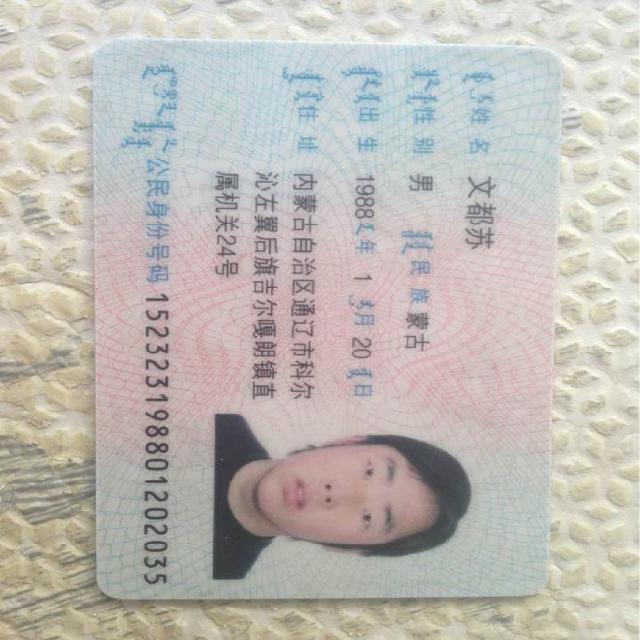 姓名 文都苏
性别 男 民族 蒙古
出生 1988 年 1 月 20 日
住址 内蒙古自治区通辽市科尔
沁左翼后旗吉尔嘎朗镇直
属机关24号
公民身份号码 152323198801202035